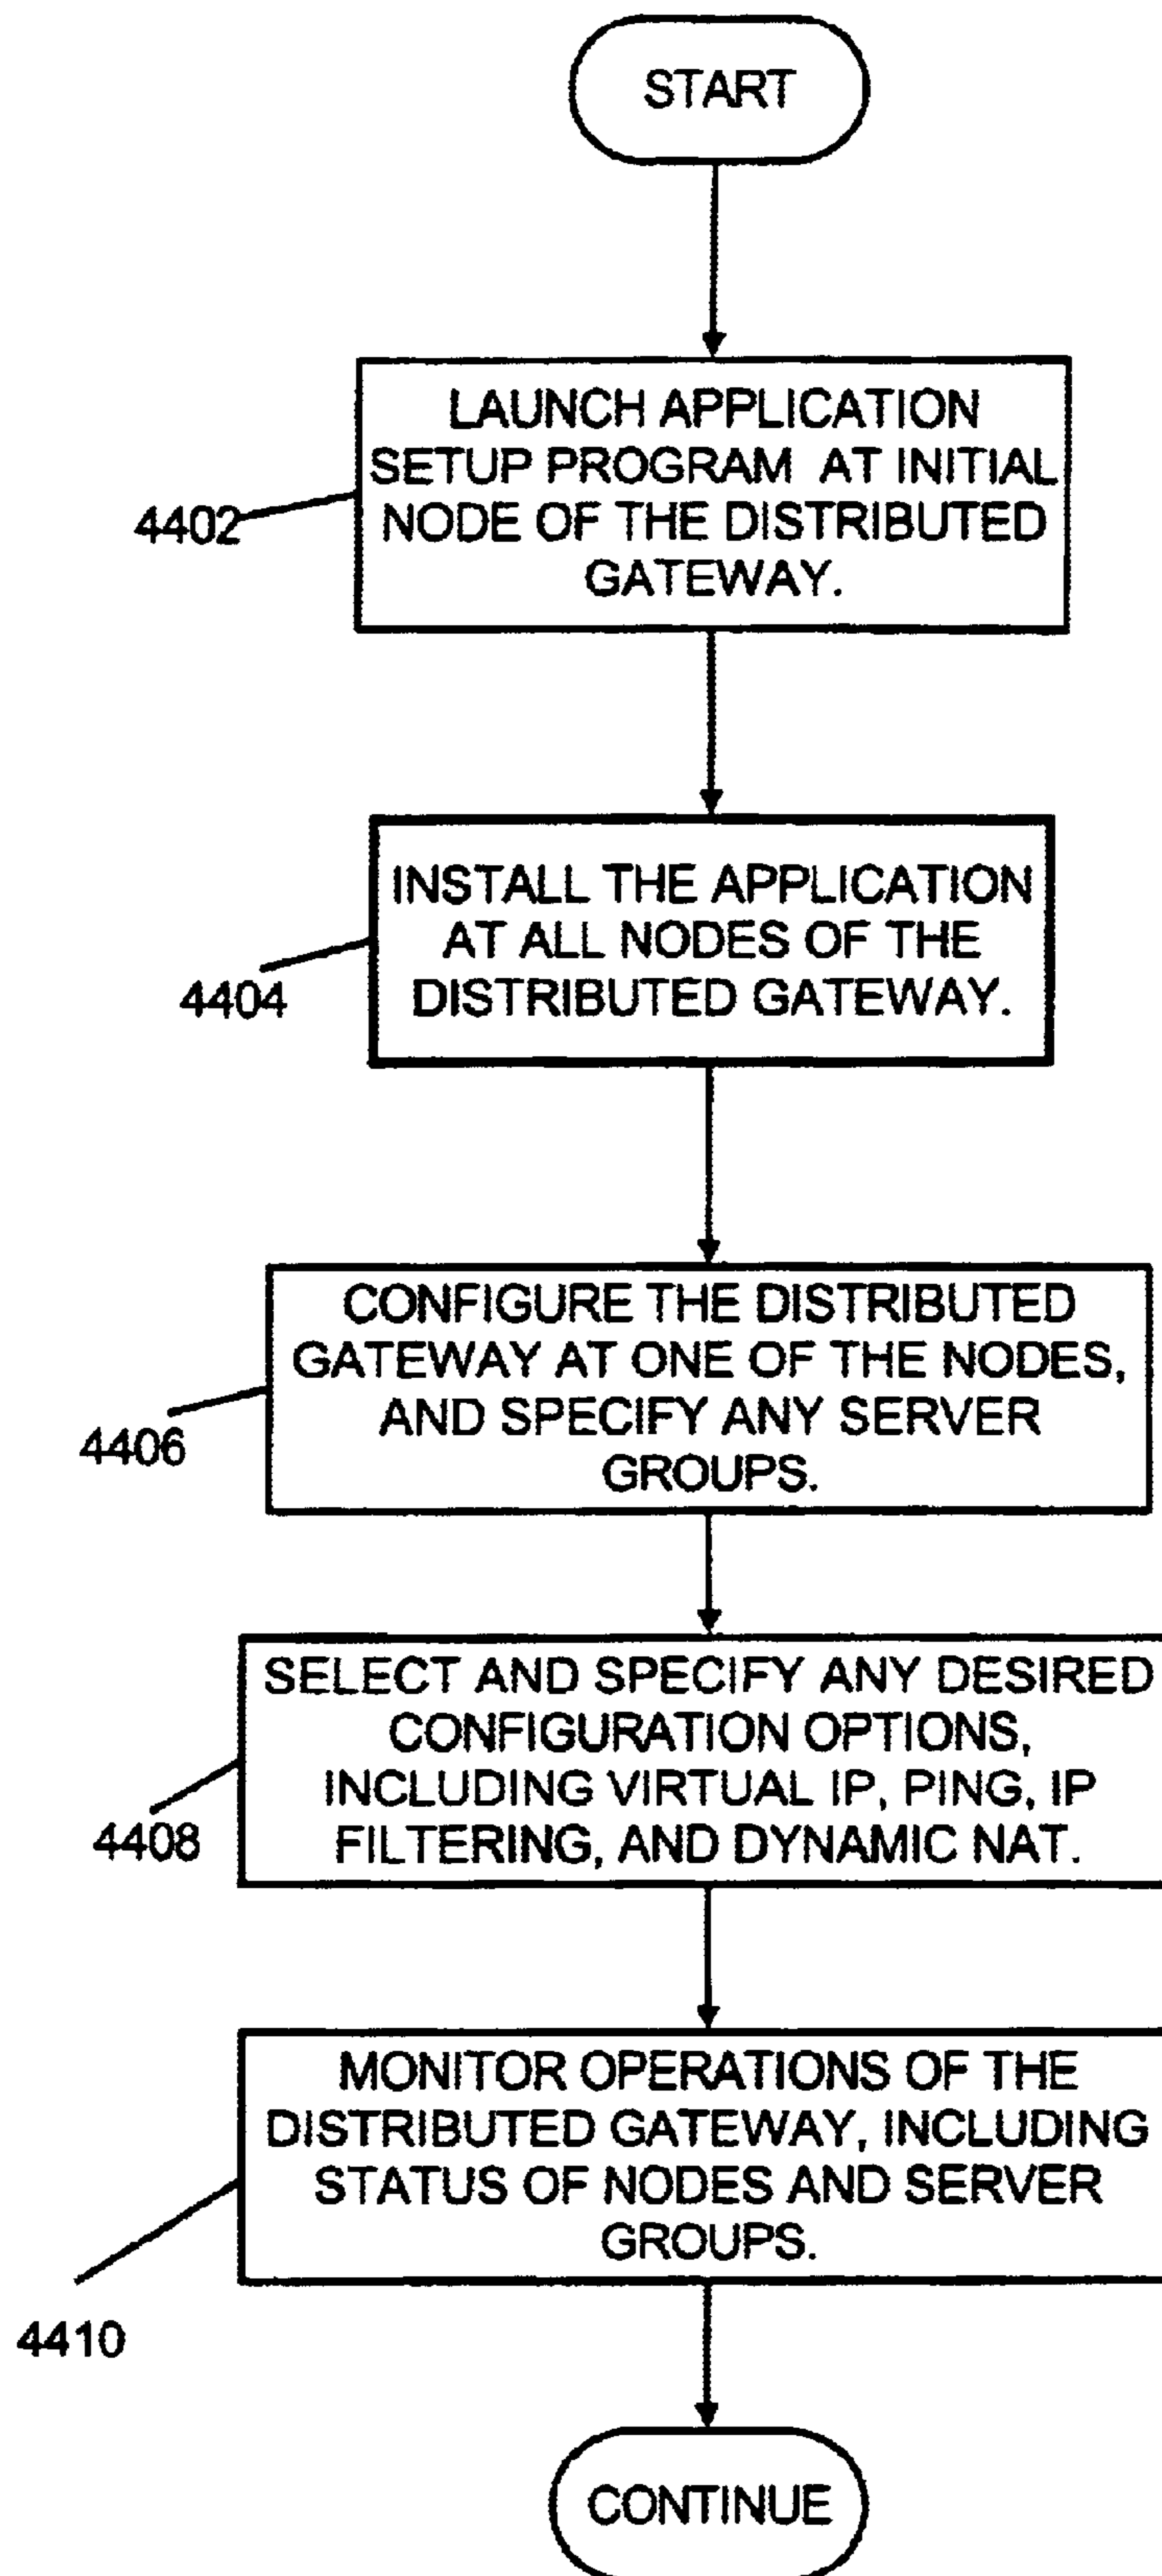 START
LAUNCH APPLICATION
SETUP PROGRAM AT INITIAL
NODE OF THE DISTRIBUTED
GATEWAY.
4402
INSTALL THE APPLICATION
AT ALL NODES OF THE
DISTRIBUTED GATEWAY.
4404
CONFIGURE THE DISTRIBUTED
GATEWAY AT ONE OF THE NODES,
AND SPECIFY ANY SERVER
GROUPS.
4406
SELECT AND SPECIFY ANY DESIRED
CONFIGURATION OPTIONS,
INCLUDING VIRTUAL IP, PING, IP
FILTERING, AND DYNAMIC NAT.
4408
MONITOR OPERATIONS OF THE
DISTRIBUTED GATEWAY, INCLUDING
STATUS OF NODES AND SERVER
GROUPS.
4410
CONTINUE